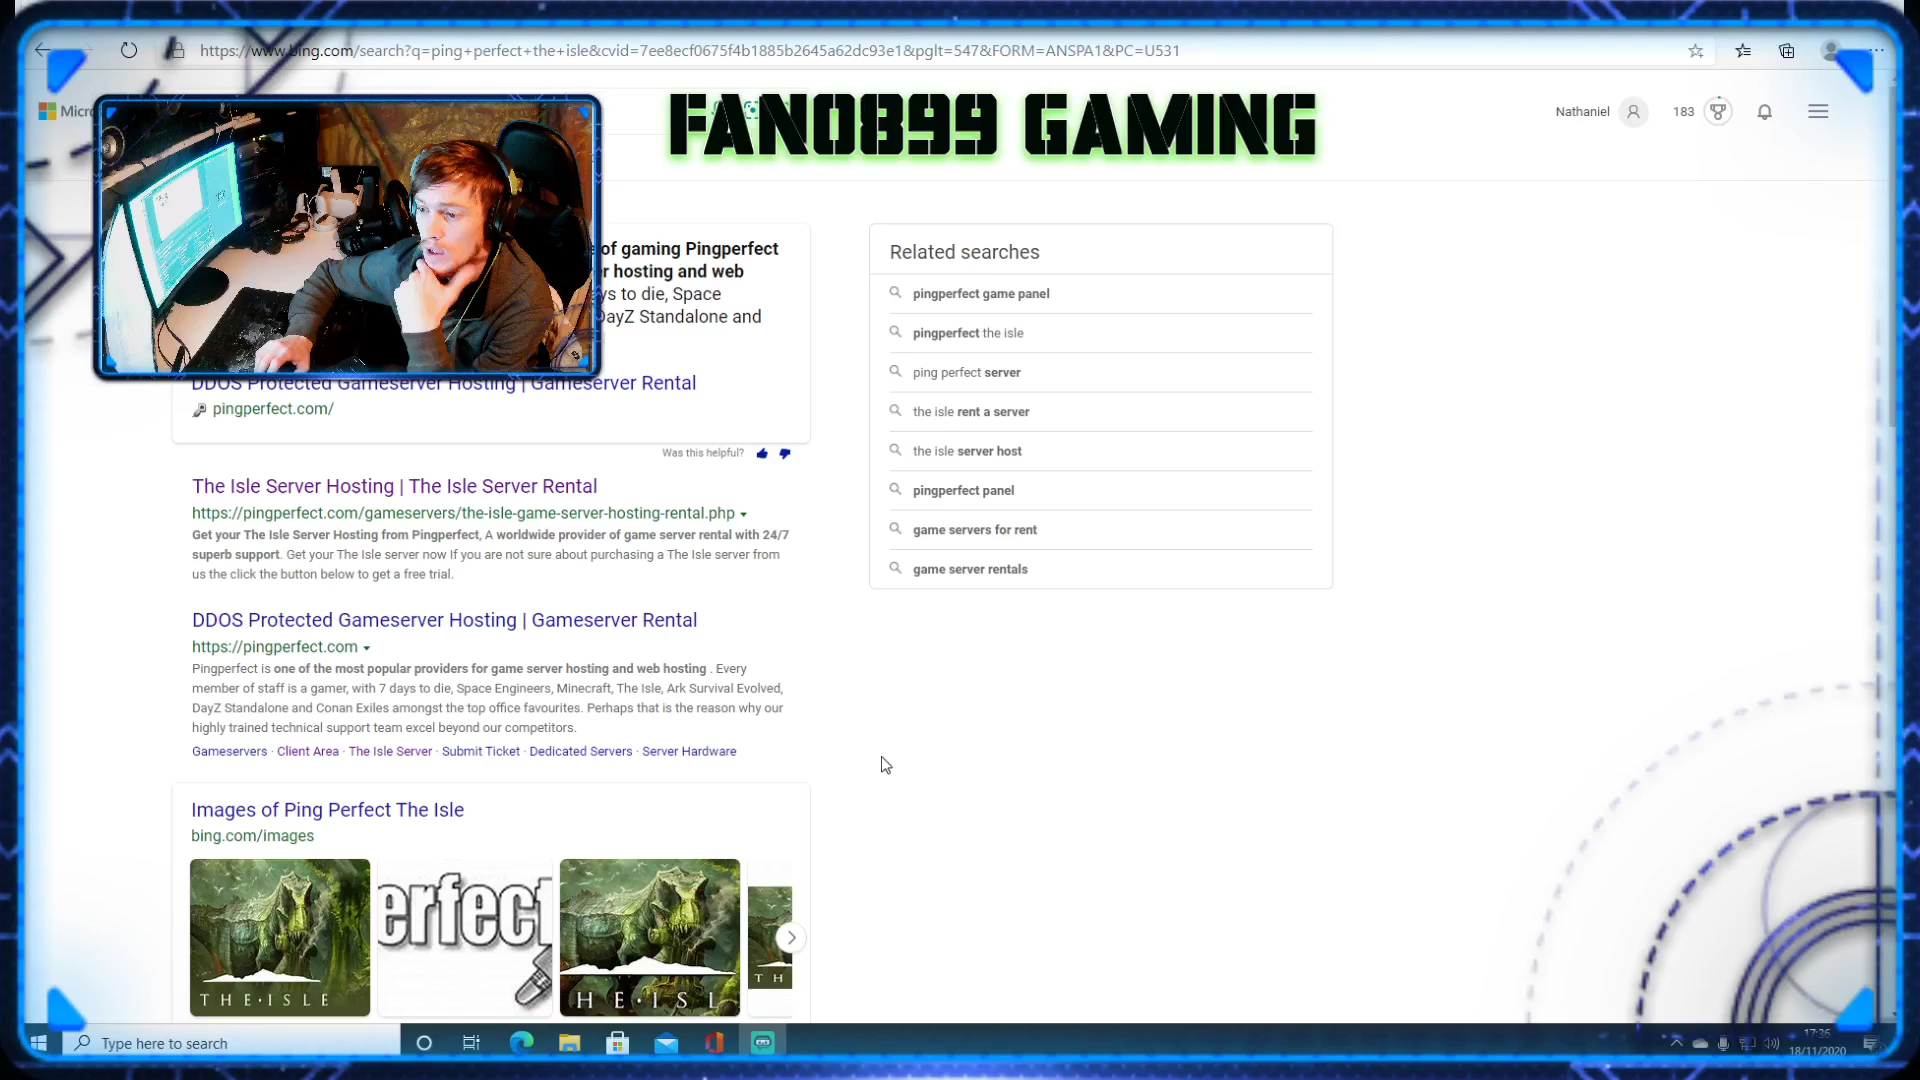 https://www.bing.com/search?q=ping+perfect+the+isle&cvid=7ee8ecf0675f4b1885b2645a62dc93e1&pglt=547&FORM=ANSPA1&PC=U531
FANO899 GAMING
Nathaniel
183
of gaming Pingperfect
hosting and web
to die, Space
DayZ Standalone and
DDOS Protected Gameserver Hosting | Gameserver Rental
pingperfect.com/
Was this helpful?
The Isle Server Hosting | The Isle Server Rental
https://pingperfect.com/gameservers/the-isle-game-server-hosting-rental.php
Get your The Isle Server Hosting from Pingperfect, A worldwide provider of game server rental with 24/7
superb support. Get your The Isle server now If you are not sure about purchasing a The Isle server from
us the click the button below to get a free trial.
DDOS Protected Gameserver Hosting | Gameserver Rental
https://pingperfect.com
Pingperfect is one of the most popular providers for game server hosting and web hosting . Every
member of staff is a gamer, with 7 days to die, Space Engineers, Minecraft, The Isle, Ark Survival Evolved,
DayZ Standalone and Conan Exiles amongst the top office favourites. Perhaps that is the reason why our
highly trained technical support team excel beyond our competitors.
Gameservers · Client Area · The Isle Server · Submit Ticket · Dedicated Servers · Server Hardware
Images of Ping Perfect The Isle
bing.com/images
THE·ISLE
erfect
HE·ISL
TH
Related searches
pingperfect game panel
pingperfect the isle
ping perfect server
the isle rent a server
the isle server host
pingperfect panel
game servers for rent
game server rentals
Type here to search
17:36
18/11/2020